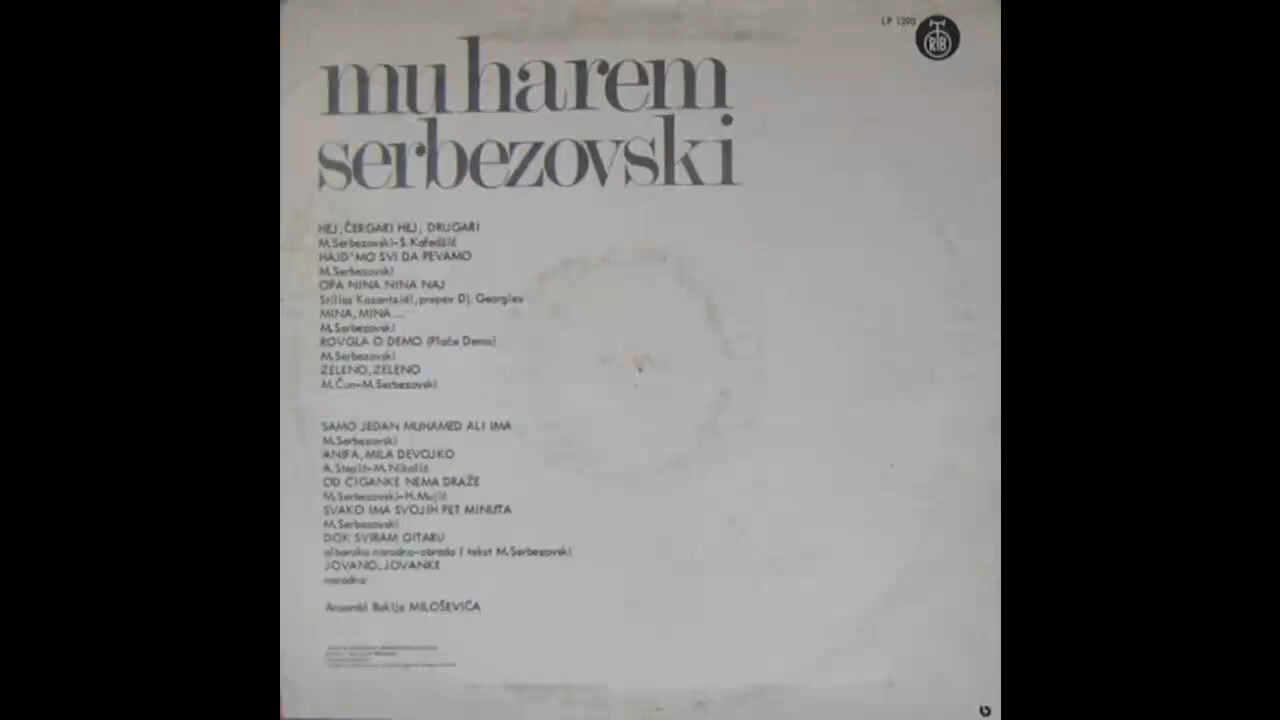 LP 1390
RTB
muharem
serbezovski
HEJ, ČERGARI HEJ, DRUGARI
M. Serbezovski-S. Kafedžić
HAJD'MO SVI DA PEVAMO
M. Serbezovski
OPA NINA NINA NAJ
Stilios Kazantaidi, prepev Dj. Georgiev
MINA, MINA...
M. Serbezovski
ROVGLA O DEMO (Plače Demo)
M. Serbezovski
ZELENO, ZELENO
M. Čun-M. Serbezovski
SAMO JEDAN MUHAMED ALI IMA
M. Serbezovski
ANIFA, MILA DEVOJKO
A. Stepić-M. Nikolić
OD CIGANKE NEMA DRAŽE
M. Serbezovski-H. Mujić
SVAKO IMA SVOJIH PET MINUTA
M. Serbezovski
DOK SVIRAM GITARU
albanska narodna-obrada i tekst M. Serbezovski
JOVANO, JOVANKE
narodna
Ansambl Bakije MILOŠEVIĆA